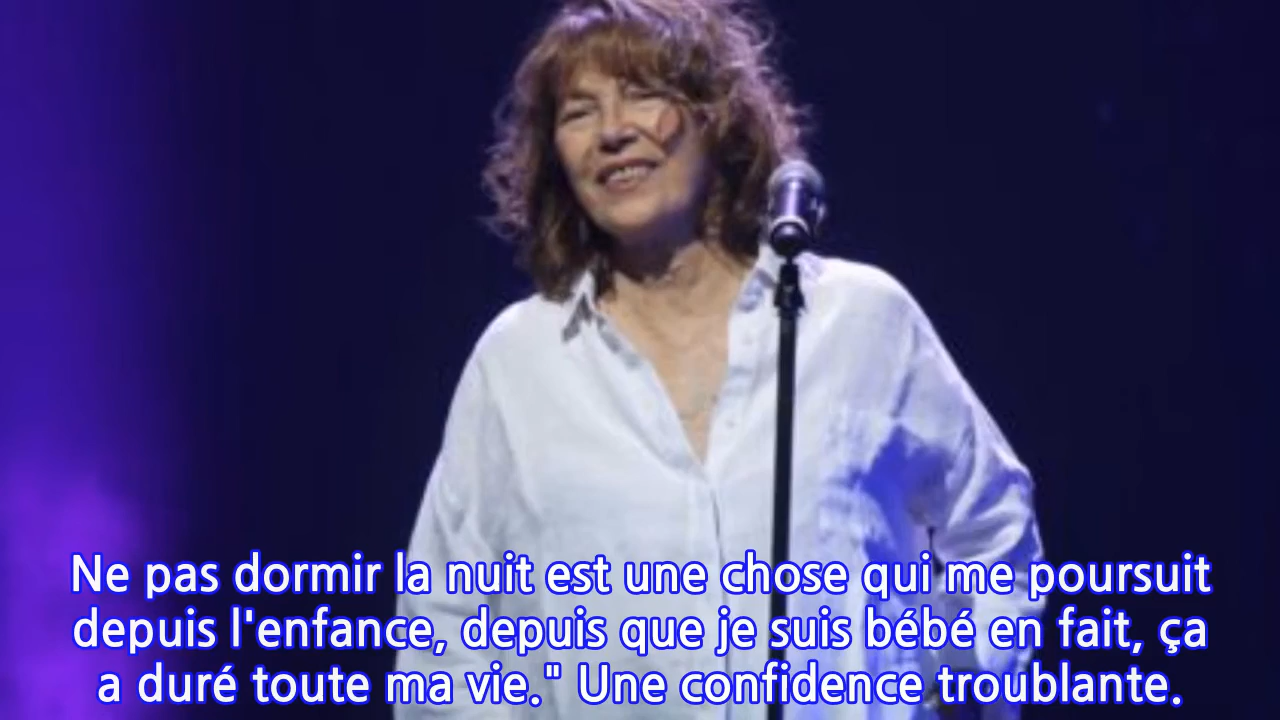 Ne pas dormir la nuit est une chose qui me poursuit
depuis l'enfance, depuis que je suis bébé en fait, ça
a duré toute ma vie." Une confidence troublante.